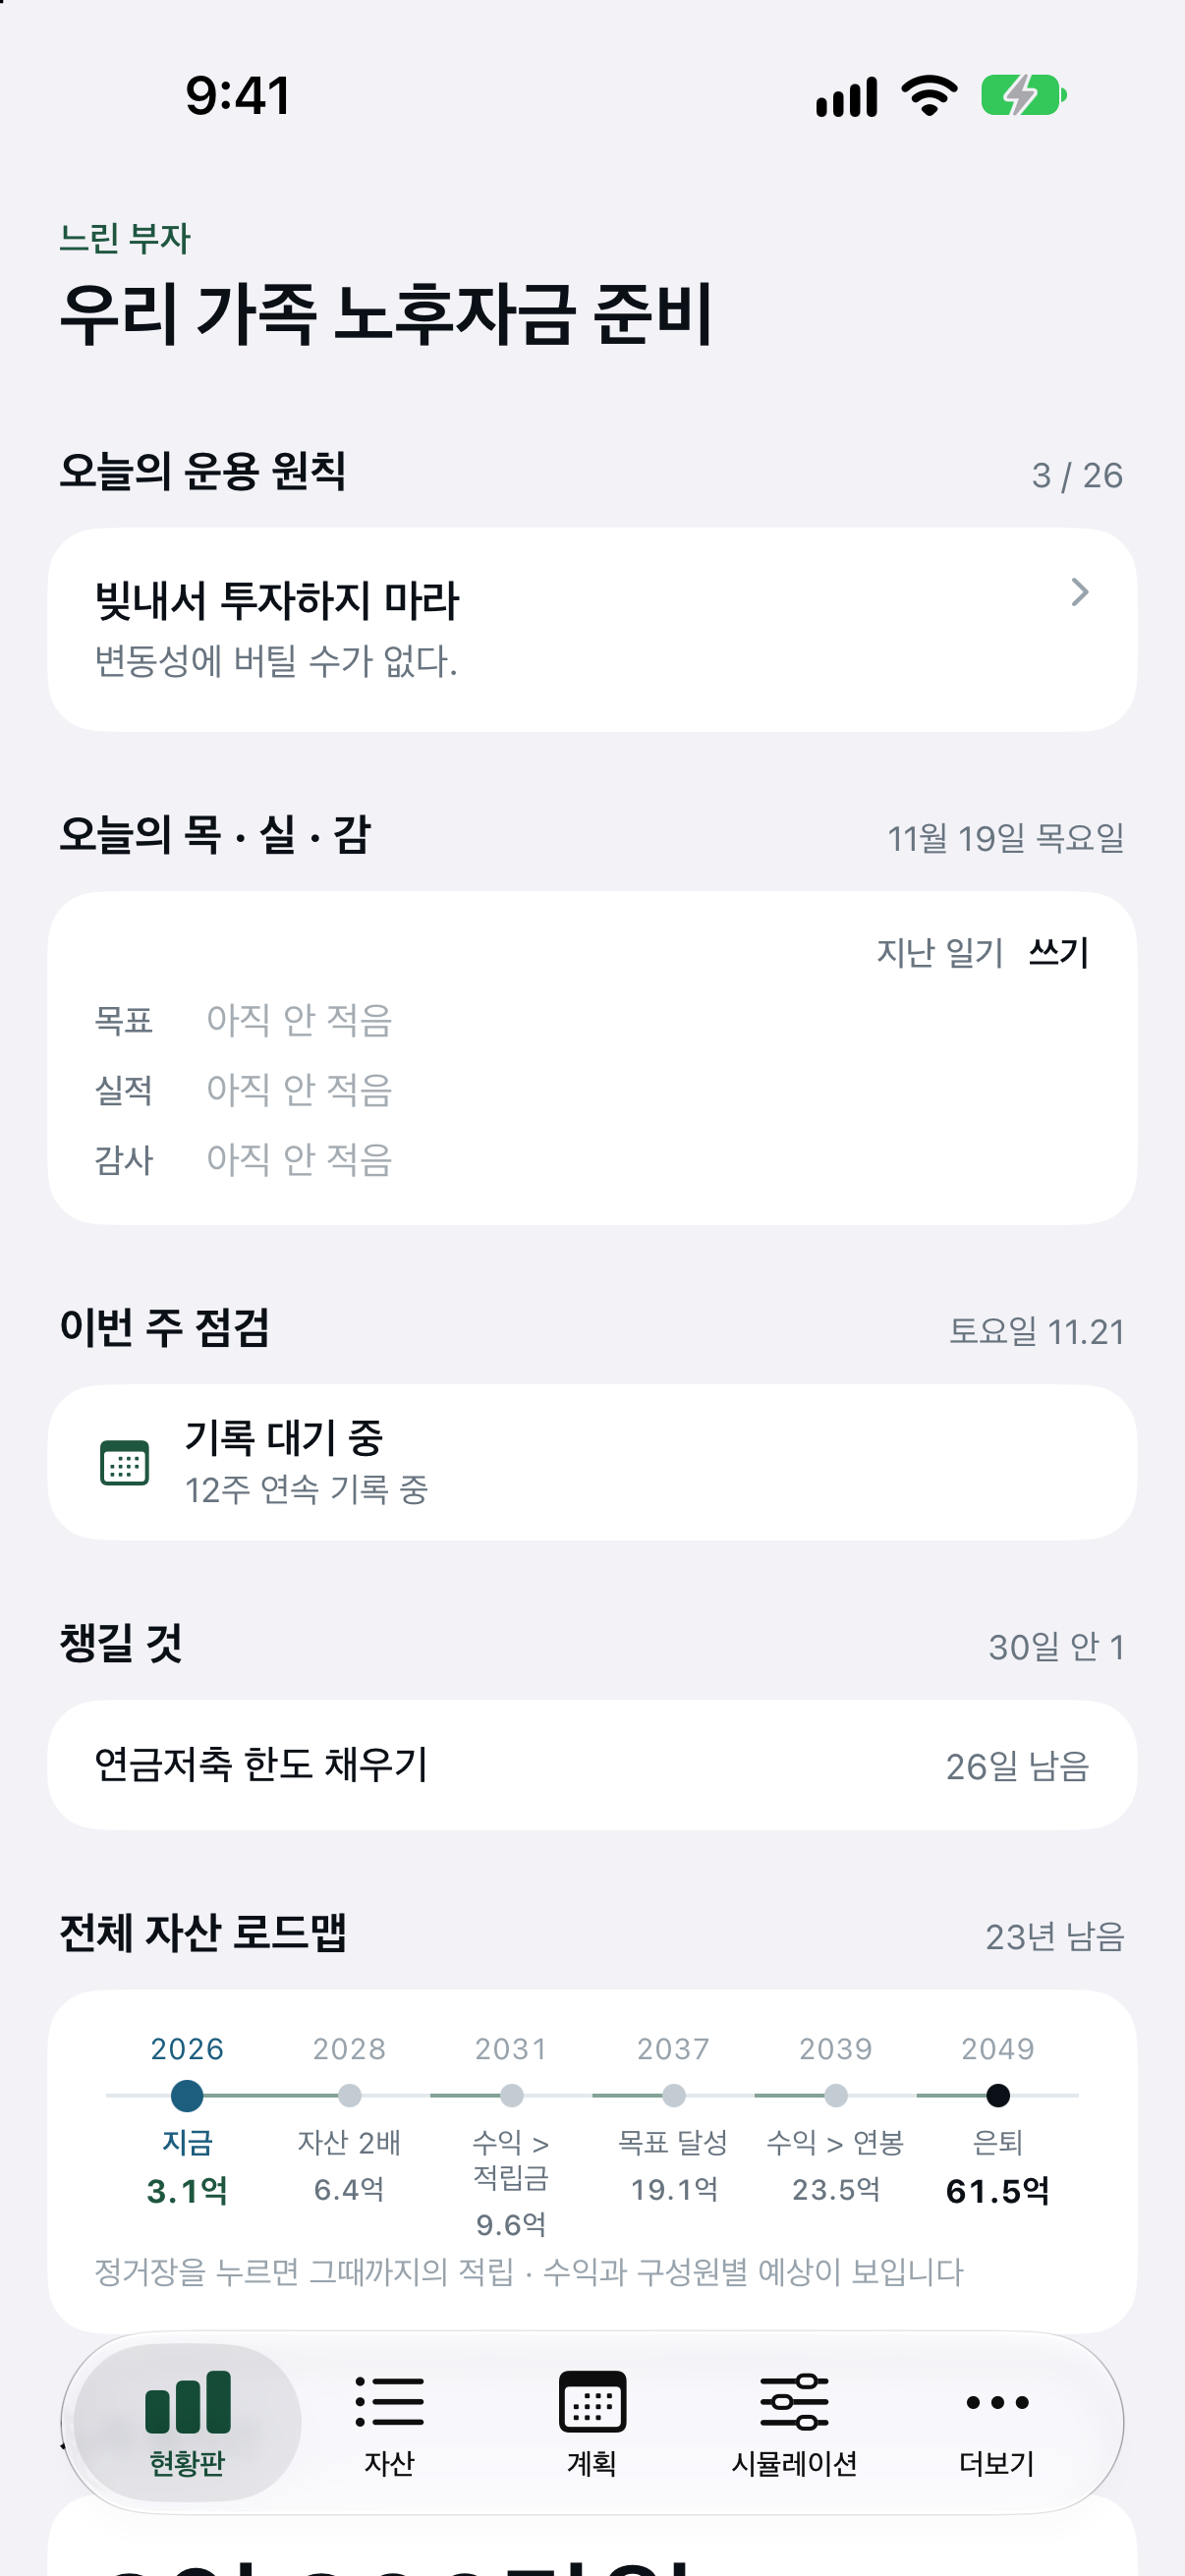 9:41
느린 부자
우리 가족 노후자금 준비
오늘의 운용 원칙
3 / 26
빚내서 투자하지 마라
변동성에 버틸 수가 없다.
오늘의 목 · 실 · 감
11월 19일 목요일
지난 일기 쓰기
목표 아직 안 적음
실적 아직 안 적음
감사 아직 안 적음
이번 주 점검
토요일 11.21
기록 대기 중
12주 연속 기록 중
챙길 것
30일 안 1
연금저축 한도 채우기
26일 남음
전체 자산 로드맵
23년 남음
2026 2028 2031 2037 2039 2049
지금 자산 2배 수익 > 목표 달성 수익 > 연봉 은퇴
적립금
3.1억 6.4억 19.1억 23.5억 61.5억
9.6억
정거장을 누르면 그때까지의 적립 · 수익과 구성원별 예상이 보입니다
현황판 자산 계획 시뮬레이션 더보기